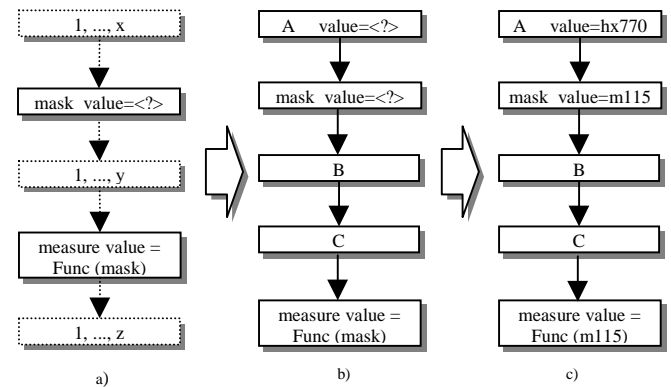 1, ..., x
mask value=<?>
1, ..., y
measure value =
Func (mask)
1, ..., z
a)
A value=<?>
mask value=<?>
B
C
measure value =
Func (mask)
b)
A value=hx770
mask value=m115
B
C
measure value =
Func (m115)
c)